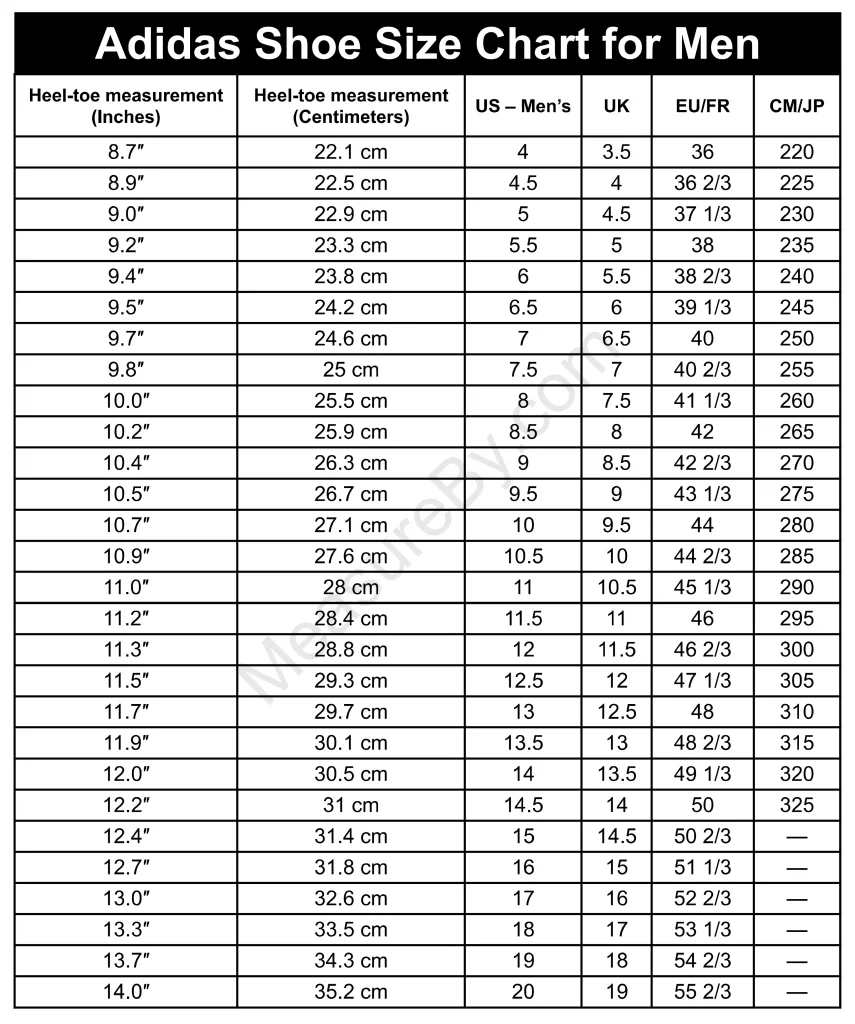 Adidas Shoe Size Chart for Men
Heel-toe measurement (Inches) Heel-toe measurement (Centimeters) US – Men’s UK EU/FR CM/JP
8.7″ 22.1 cm 4 3.5 36 220
8.9″ 22.5 cm 4.5 4 36 2/3 225
9.0″ 22.9 cm 5 4.5 37 1/3 230
9.2″ 23.3 cm 5.5 5 38 235
9.4″ 23.8 cm 6 5.5 38 2/3 240
9.5″ 24.2 cm 6.5 6 39 1/3 245
9.7″ 24.6 cm 7 6.5 40 250
9.8″ 25 cm 7.5 7 40 2/3 255
10.0″ 25.5 cm 8 7.5 41 1/3 260
10.2″ 25.9 cm 8.5 8 42 265
10.4″ 26.3 cm 9 8.5 42 2/3 270
10.5″ 26.7 cm 9.5 9 43 1/3 275
10.7″ 27.1 cm 10 9.5 44 280
10.9″ 27.6 cm 10.5 10 44 2/3 285
11.0″ 28 cm 11 10.5 45 1/3 290
11.2″ 28.4 cm 11.5 11 46 295
11.3″ 28.8 cm 12 11.5 46 2/3 300
11.5″ 29.3 cm 12.5 12 47 1/3 305
11.7″ 29.7 cm 13 12.5 48 310
11.9″ 30.1 cm 13.5 13 48 2/3 315
12.0″ 30.5 cm 14 13.5 49 1/3 320
12.2″ 31 cm 14.5 14 50 325
12.4″ 31.4 cm 15 14.5 50 2/3 —
12.7″ 31.8 cm 16 15 51 1/3 —
13.0″ 32.6 cm 17 16 52 2/3 —
13.3″ 33.5 cm 18 17 53 1/3 —
13.7″ 34.3 cm 19 18 54 2/3 —
14.0″ 35.2 cm 20 19 55 2/3 —
MeasureBy.com